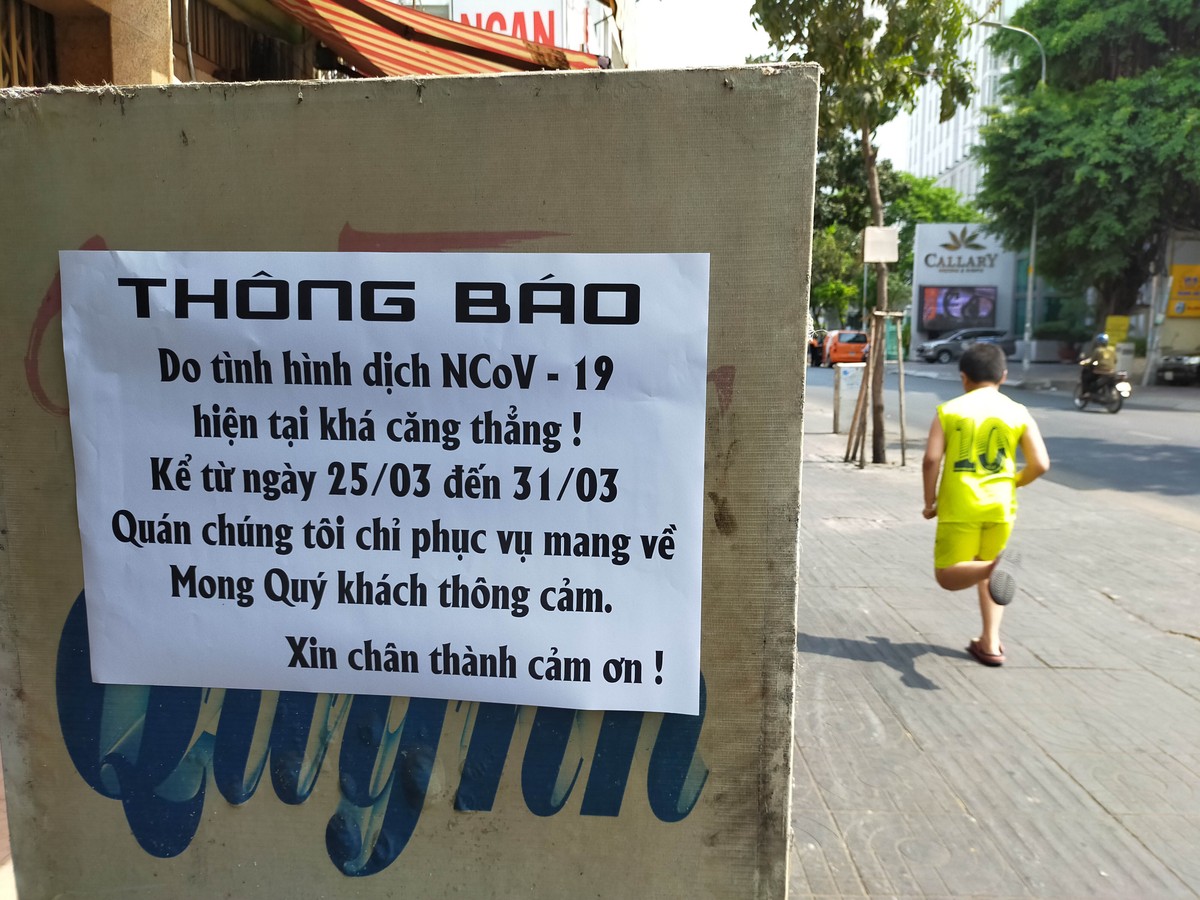 NGAN
THÔNG BÁO
Do tình hình dịch NCoV - 19
hiện tại khá căng thẳng !
Kể từ ngày 25/03 đến 31/03
Quán chúng tôi chỉ phục vụ mang về
Mong Quý khách thông cảm.
Xin chân thành cảm ơn !
Quỳnh
CALLARY
10